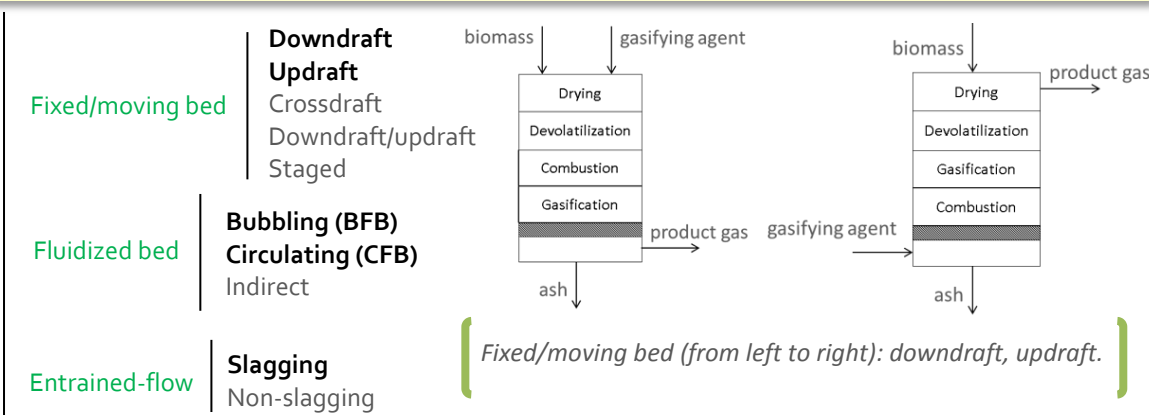 Fixed/moving bed
Downdraft
Updraft
Crossdraft
Downdraft/updraft
Staged
Fluidized bed
Bubbling (BFB)
Circulating (CFB)
Indirect
Entrained-flow
Slagging
Non-slagging
biomass
gasifying agent
Drying
Devolatilization
Combustion
Gasification
product gas
ash
biomass
product gas
Drying
Devolatilization
Gasification
Combustion
gasifying agent
ash
Fixed/moving bed (from left to right): downdraft, updraft.